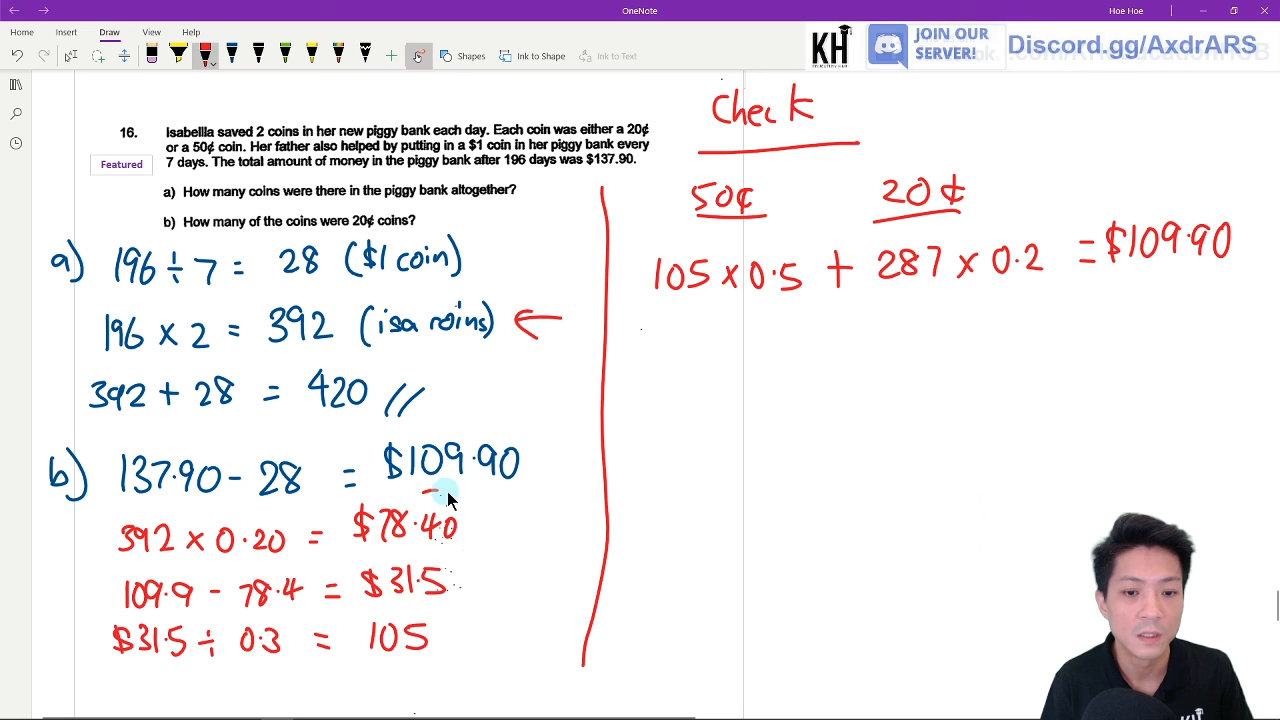 OneNote
Hoe Hoe
Home Insert Draw View Help
Shapes
Ink to Shape
Ink to Text
KH
JOIN OUR SERVER!
Discord.gg/AxdrARS
16. Isabellla saved 2 coins in her new piggy bank each day. Each coin was either a 20¢
or a 50¢ coin. Her father also helped by putting in a $1 coin in her piggy bank every
7 days. The total amount of money in the piggy bank after 196 days was $137.90.
Featured
a) How many coins were there in the piggy bank altogether?
b) How many of the coins were 20¢ coins?
a) 196 ÷ 7 = 28 ($1 coin)
196 × 2 = 392 (isa coins) ←
392 + 28 = 420 //
b) 137.90 - 28 = $109.90
392 × 0.20 = $78.40
109.9 - 78.4 = $31.5
$31.5 ÷ 0.3 = 105
Check
50¢ 20¢
105 × 0.5 + 287 × 0.2 = $109.90
KH